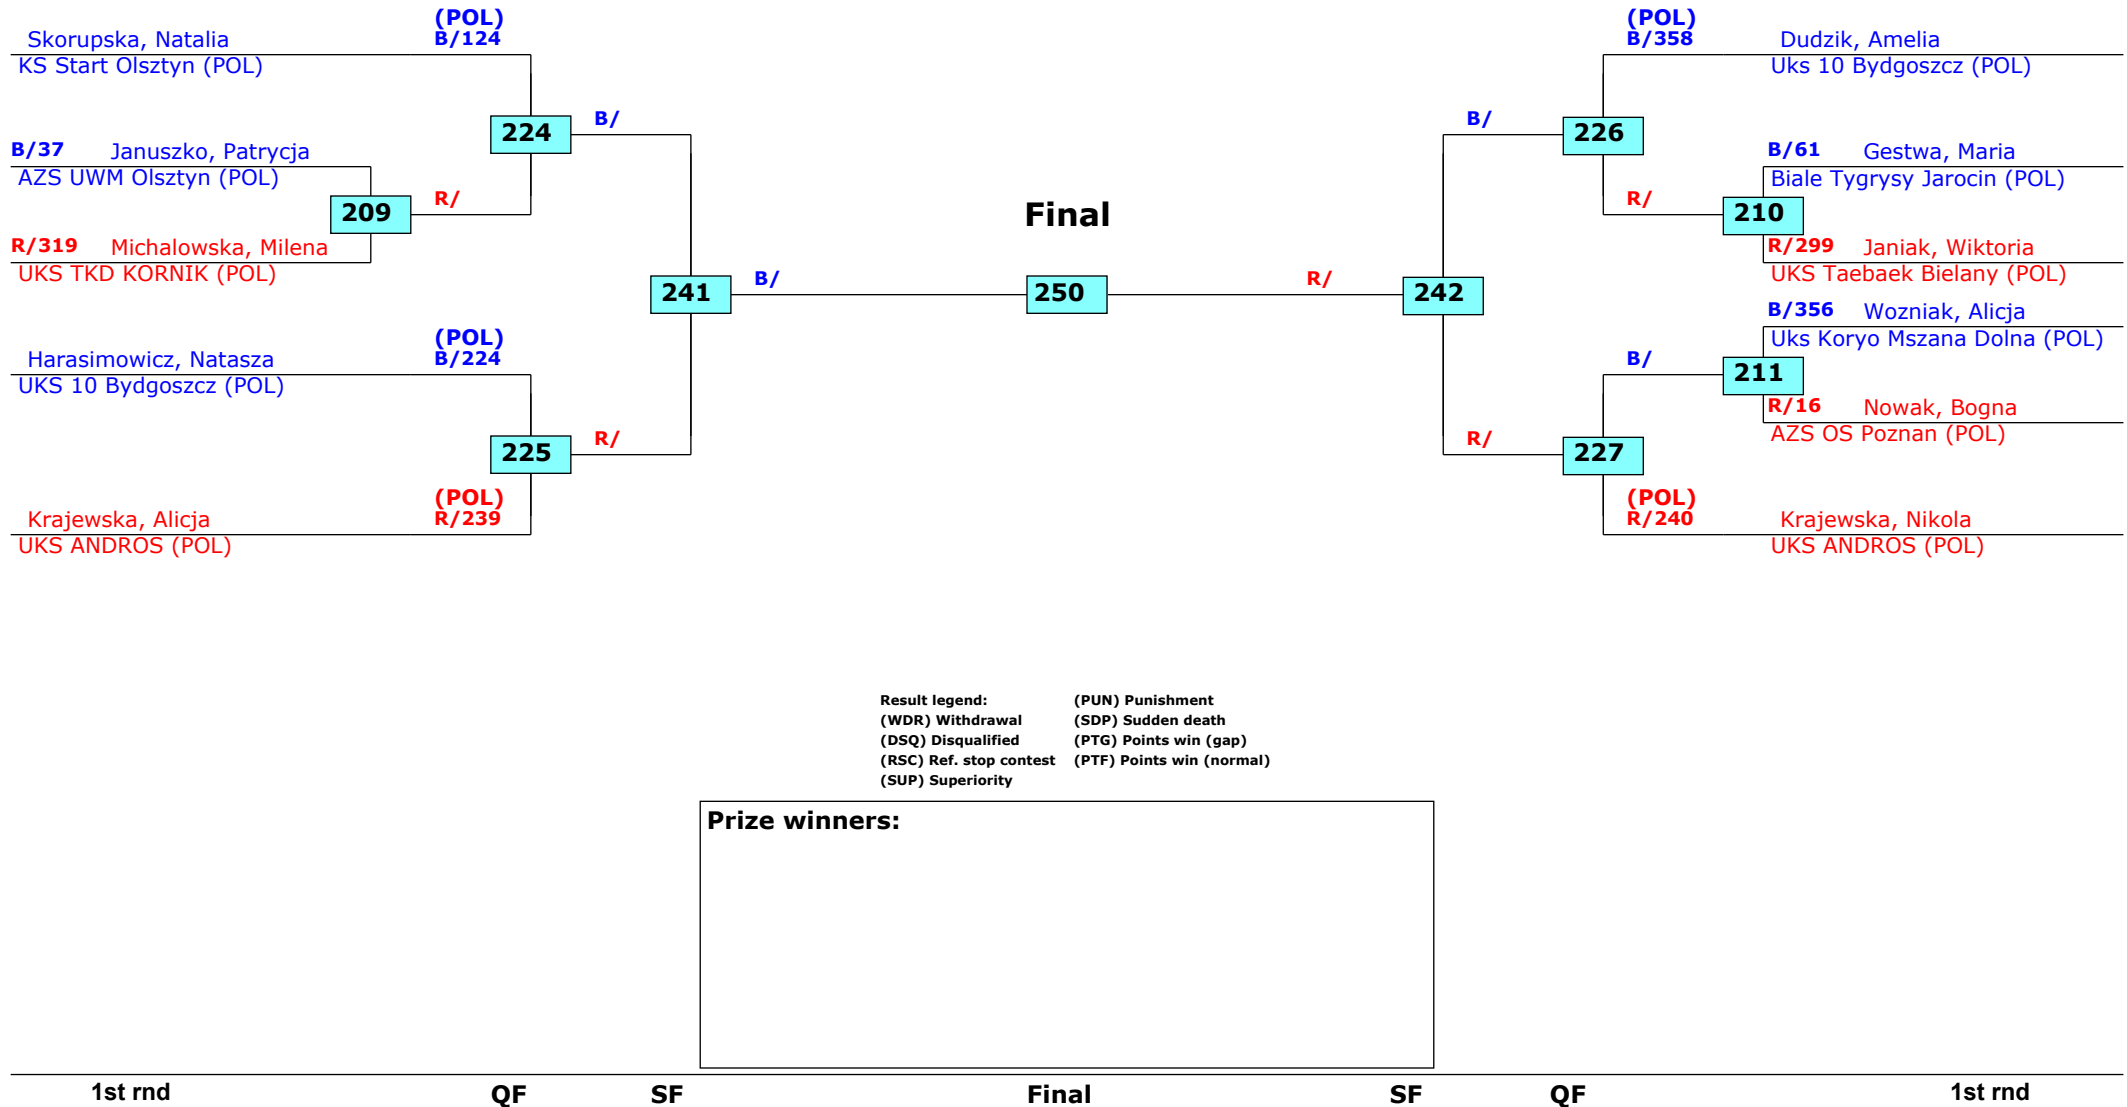 (POL)
Skorupska, Natalia B/124
KS Start Olsztyn (POL)
224
B/
B/37 Januszko, Patrycja
AZS UWM Olsztyn (POL)
209
R/
R/319 Michalowska, Milena
UKS TKD KORNIK (POL)
241
B/
(POL)
Harasimowicz, Natasza B/224
UKS 10 Bydgoszcz (POL)
225
R/
(POL)
Krajewska, Alicja R/239
UKS ANDROS (POL)
Final
250
(POL)
B/358 Dudzik, Amelia
Uks 10 Bydgoszcz (POL)
B/
226
B/61 Gestwa, Maria
Biale Tygrysy Jarocin (POL)
R/
210
R/299 Janiak, Wiktoria
UKS Taebaek Bielany (POL)
R/
242
B/356 Wozniak, Alicja
Uks Koryo Mszana Dolna (POL)
B/
211
R/16 Nowak, Bogna
AZS OS Poznan (POL)
R/
227
(POL)
R/240 Krajewska, Nikola
UKS ANDROS (POL)
Result legend: (PUN) Punishment
(WDR) Withdrawal (SDP) Sudden death
(DSQ) Disqualified (PTG) Points win (gap)
(RSC) Ref. stop contest (PTF) Points win (normal)
(SUP) Superiority
Prize winners:
1st rnd QF SF Final SF QF 1st rnd